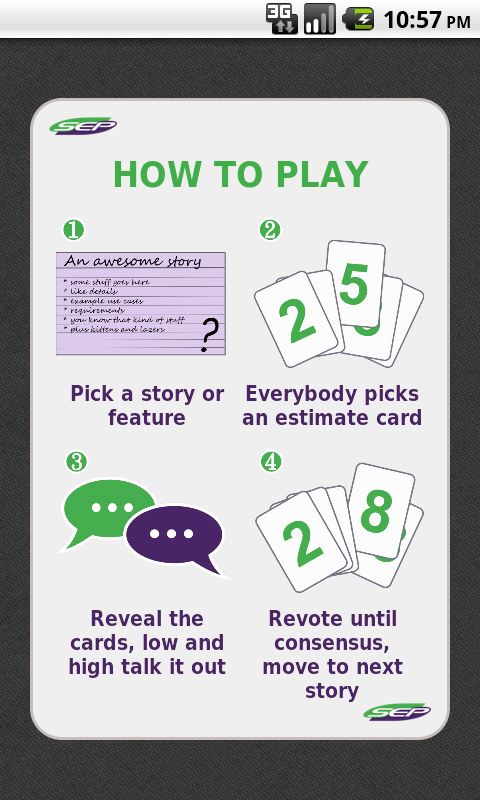 3G
10:57 PM
SEP
HOW TO PLAY
1
An awesome story
* some stuff goes here
* like details
* example use cases
* requirements
* you know that kind of stuff
* plus kittens and lazers
?
Pick a story or
feature
2
2
5
Everybody picks
an estimate card
3
Reveal the
cards, low and
high talk it out
4
2
8
Revote until
consensus,
move to next
story
SEP